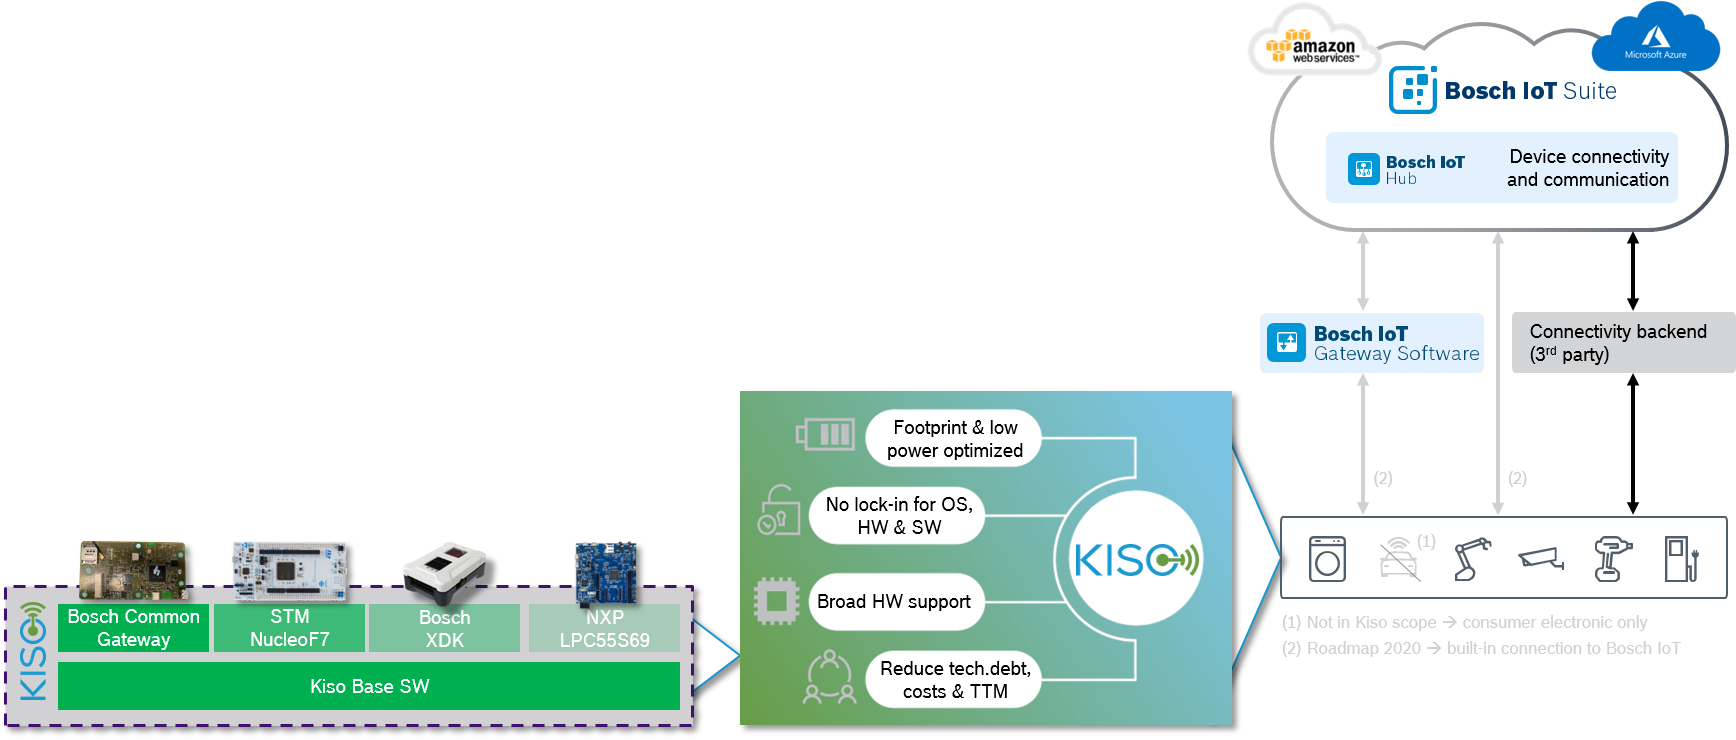 amazon
web services™
Microsoft Azure
Bosch IoT Suite
Bosch IoT
Hub
Device connectivity
and communication
Bosch IoT
Gateway Software
Connectivity backend
(3rd party)
(2)
(2)
(1)
(1) Not in Kiso scope → consumer electronic only
(2) Roadmap 2020 → built-in connection to Bosch IoT
Footprint & low
power optimized
No lock-in for OS,
HW & SW
Broad HW support
Reduce tech.debt,
costs & TTM
KISO
KISO
Bosch Common
Gateway
STM
NucleoF7
Bosch
XDK
NXP
LPC55S69
Kiso Base SW